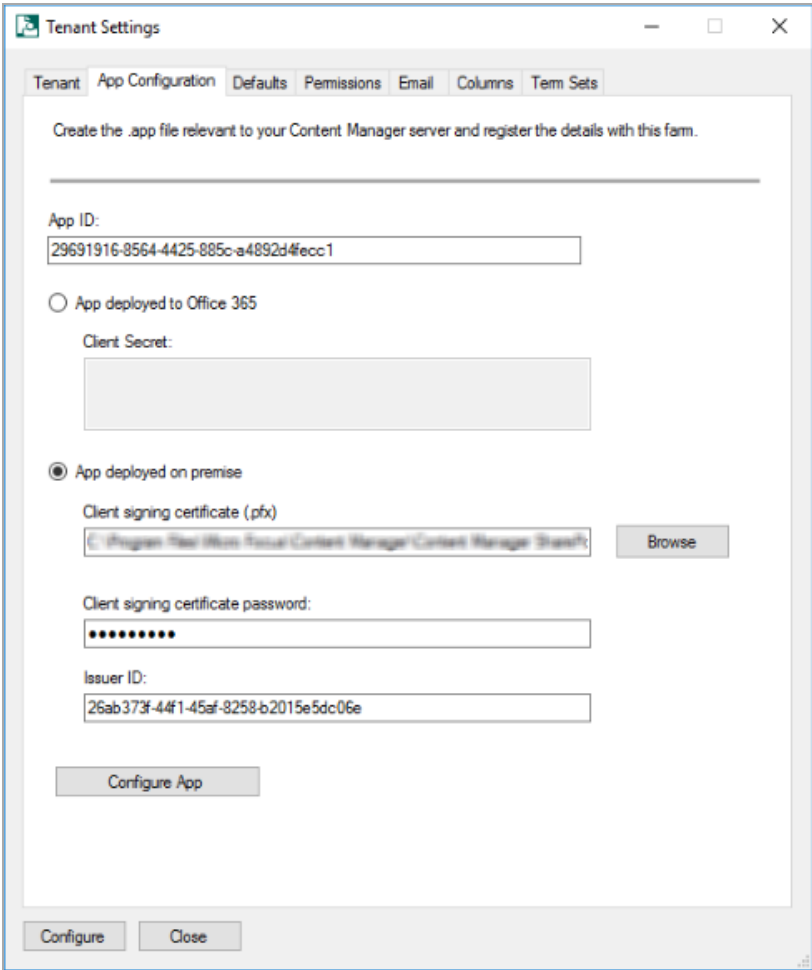 Tenant Settings
Tenant App Configuration Defaults Permissions Email Columns Term Sets
Create the .app file relevant to your Content Manager server and register the details with this farm.
App ID:
29691916-8564-4425-885c-a4892d4fecc1
App deployed to Office 365
Client Secret:
App deployed on premise
Client signing certificate (.pfx)
Browse
Client signing certificate password:
•••••••••
Issuer ID:
26ab373f-44f1-45af-8258-b2015e5dc06e
Configure App
Configure Close